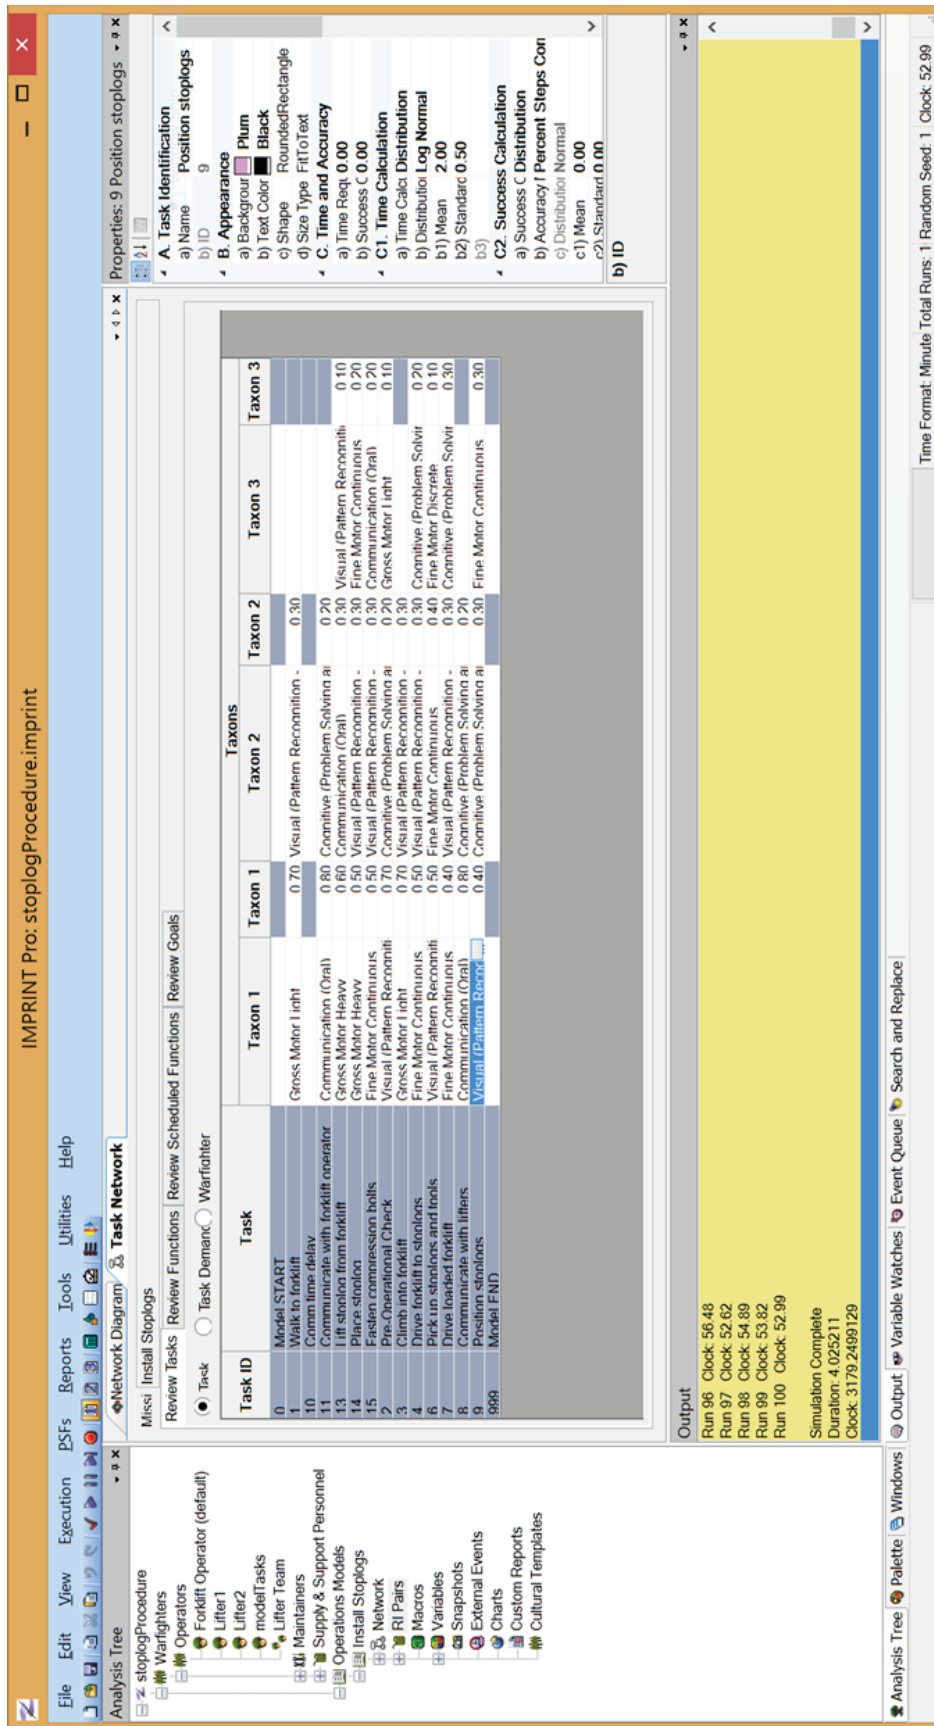 IMPRINT Pro: stoplogProcedure.imprint
File Edit View Execution PSFs Reports Tools Utilities Help
Analysis Tree
stoplogProcedure
Warfighters
Operators
Forklift Operator (default)
Lifter1
Lifter2
modelTasks
Lifter Team
Maintainers
Supply & Support Personnel
Operations Models
Install Stoplogs
Network
RI Pairs
Macros
Variables
Snapshots
External Events
Charts
Custom Reports
Cultural Templates
Analysis Tree Palette Windows
Network Diagram Task Network
Missi Install Stoplogs
Review Tasks Review Functions Review Scheduled Functions Review Goals
Task Task Demand Warfighter
Taxons
Task ID Task Taxon 1 Taxon 1 Taxon 2 Taxon 2 Taxon 3 Taxon 3
0 Model START
1 Walk to forklift Gross Motor Light 0.70 Visual (Pattern Recognition - 0.30
10 Comm time delay
11 Communicate with forklift operator Communication (Oral) 0.80 Cognitive (Problem Solving a 0.20
13 Lift stoplog from forklift Gross Motor Heavy 0.60 Communication (Oral) 0.30 Visual (Pattern Recogniti 0.10
14 Place stoplog Gross Motor Heavy 0.50 Visual (Pattern Recognition - 0.30 Fine Motor Continuous 0.20
15 Fasten compression bolts Fine Motor Continuous 0.50 Visual (Pattern Recognition - 0.30 Communication (Oral) 0.20
2 Pre-Operational Check Visual (Pattern Recogniti 0.70 Cognitive (Problem Solving a 0.20 Gross Motor Light 0.10
3 Climb into forklift Gross Motor Light 0.70 Visual (Pattern Recognition - 0.30
4 Drive forklift to stoplogs Fine Motor Continuous 0.50 Visual (Pattern Recognition - 0.30 Cognitive (Problem Solvir 0.20
6 Pick up stoplogs and tools Visual (Pattern Recogniti 0.50 Fine Motor Continuous 0.40 Fine Motor Discrete 0.10
7 Drive loaded forklift Fine Motor Continuous 0.40 Visual (Pattern Recognition - 0.30 Cognitive (Problem Solvir 0.30
8 Communicate with lifters Communication (Oral) 0.80 Cognitive (Problem Solving a 0.20
9 Position stoplogs Visual (Pattern Recog ... 0.40 Cognitive (Problem Solving a 0.30 Fine Motor Continuous 0.30
999 Model END
Properties: 9 Position stoplogs
A. Task Identification
a) Name Position stoplogs
b) ID 9
B. Appearance
a) Backgrour Plum
b) Text Color Black
c) Shape RoundedRectangle
d) Size Type FitToText
C. Time and Accuracy
a) Time Requ 0.00
b) Success C 0.00
C1. Time Calculation
a) Time Calcu Distribution
b) Distributio Log Normal
b1) Mean 2.00
b2) Standard 0.50
b3)
C2. Success Calculation
a) Success C Distribution
b) Accuracy Percent Steps Con
c) Distributio Normal
c1) Mean 0.00
c2) Standard 0.00
b) ID
Output
Run 96 Clock: 56.48
Run 97 Clock: 52.62
Run 98 Clock: 54.89
Run 99 Clock: 53.82
Run 100 Clock: 52.99
Simulation Complete
Duration: 4.025211
Clock: 3179.2499129
Output Variable Watches Event Queue Search and Replace
Time Format: Minute Total Runs: 1 Random Seed: 1 Clock: 52.99